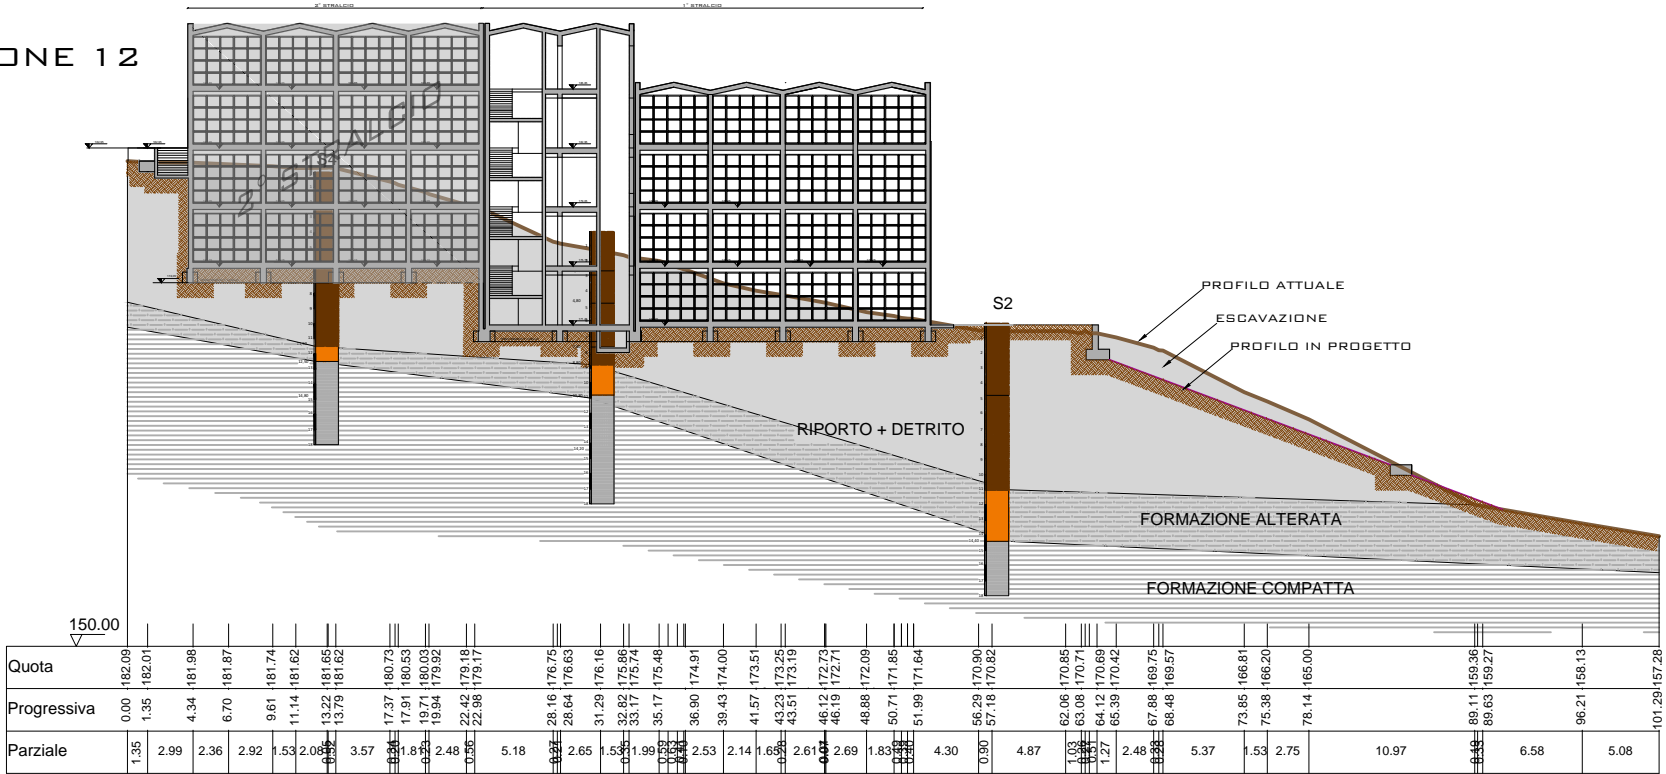 2° STRALCIO
1° STRALCIO
ONE 12
2° STRALCIO
S2
PROFILO ATTUALE
ESCAVAZIONE
PROFILO IN PROGETTO
RIPORTO + DETRITO
FORMAZIONE ALTERATA
FORMAZIONE COMPATTA
150.00
Quota
182.09 182.01 181.98 181.87 181.74 181.62 181.65 181.62 180.73 180.53 180.03 179.92 179.18 179.17 176.75 176.63 176.16 175.86 175.74 175.48 174.91 174.00 173.51 173.25 173.19 172.73 172.71 172.09 171.85 171.64 170.90 170.82 170.85 170.71 170.69 170.42 169.75 169.57 166.81 166.20 165.00 159.36 159.27 158.13 157.28
Progressiva
0.00 1.35 4.34 6.70 9.61 11.14 13.22 13.79 17.37 17.91 19.71 19.94 22.42 22.98 28.16 28.64 31.29 32.82 33.17 35.17 36.90 39.43 41.57 43.23 43.51 46.12 46.19 48.88 50.71 51.99 56.29 57.18 62.06 63.08 64.12 65.39 67.88 68.48 73.85 75.38 78.14 89.11 89.63 96.21 101.29
Parziale
1.35 2.99 2.36 2.92 1.53 2.08 3.57 0.23 2.48 0.56 5.18 2.65 1.53 0.35 1.99 0.59 2.53 2.14 1.65 0.28 2.61 0.07 2.69 1.83 4.30 0.90 4.87 1.03 1.27 2.48 5.37 1.53 2.75 10.97 6.58 5.08